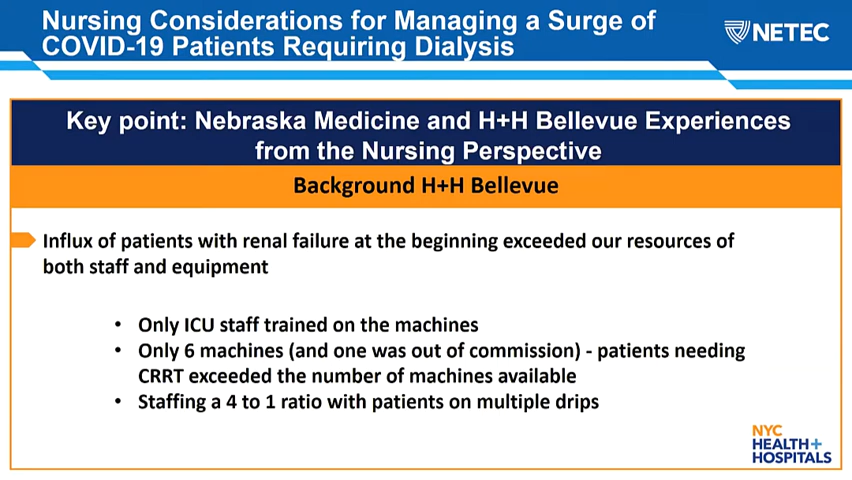 Nursing Considerations for Managing a Surge of
COVID-19 Patients Requiring Dialysis
NETEC
Key point: Nebraska Medicine and H+H Bellevue Experiences
from the Nursing Perspective
Background H+H Bellevue
Influx of patients with renal failure at the beginning exceeded our resources of
both staff and equipment
• Only ICU staff trained on the machines
• Only 6 machines (and one was out of commission) - patients needing
CRRT exceeded the number of machines available
• Staffing a 4 to 1 ratio with patients on multiple drips
NYC
HEALTH+
HOSPITALS